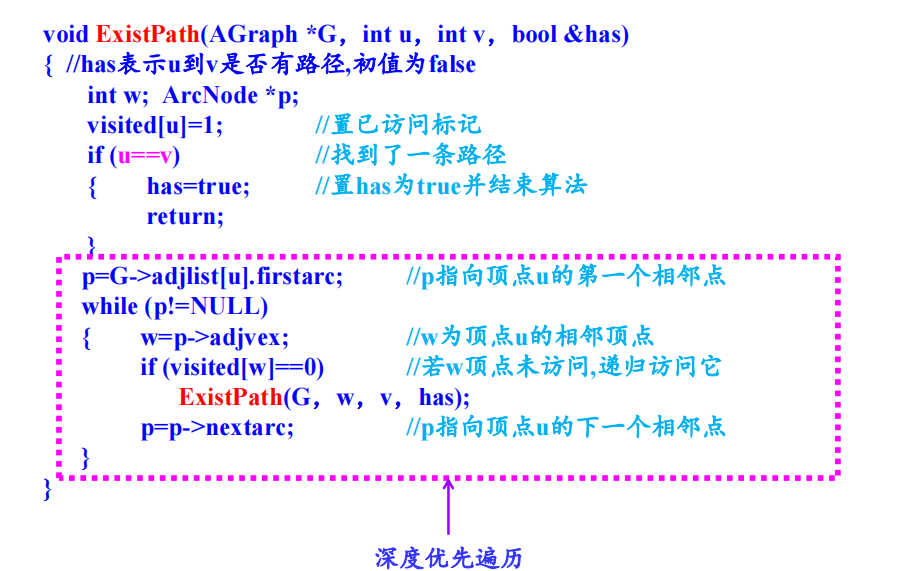 void ExistPath(AGraph *G，int u，int v，bool &has)
{ //has表示u到v是否有路径,初值为false
int w; ArcNode *p;
visited[u]=1; //置已访问标记
if (u==v) //找到了一条路径
{ has=true; //置has为true并结束算法
return;
}
p=G->adjlist[u].firstarc; //p指向顶点u的第一个相邻点
while (p!=NULL)
{ w=p->adjvex; //w为顶点u的相邻顶点
if (visited[w]==0) //若w顶点未访问,递归访问它
ExistPath(G，w，v，has);
p=p->nextarc; //p指向顶点u的下一个相邻点
}
}
深度优先遍历